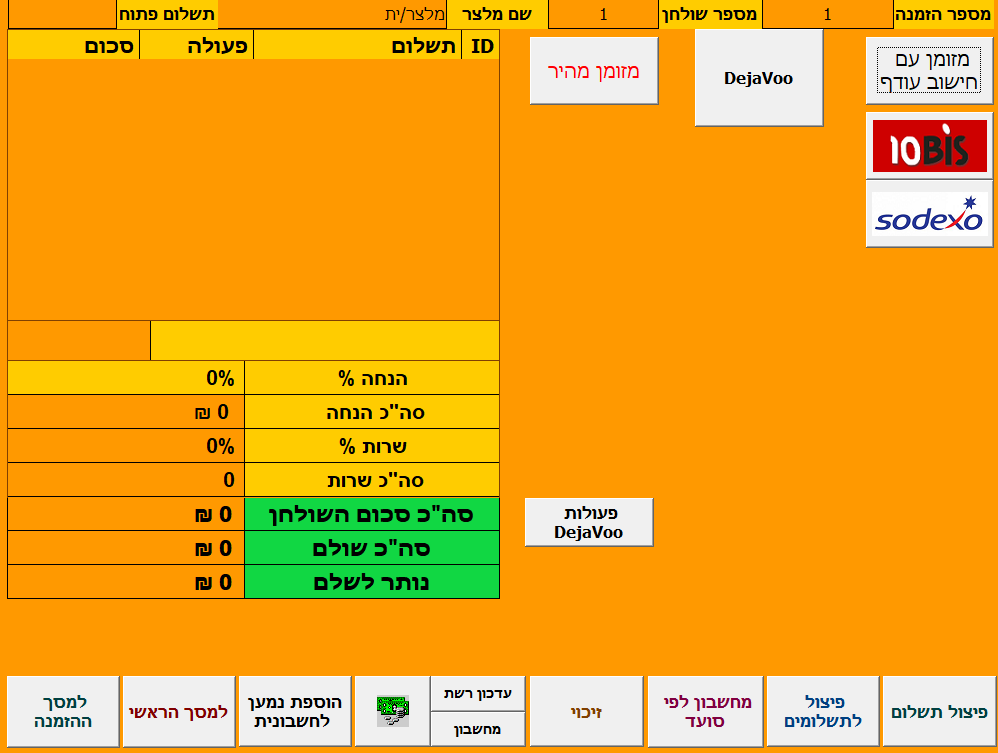 מספר הזמנה
1
מספר שולחן
1
שם מלצר
מלצר/ית
תשלום פתוח
ID
תשלום
פעולה
סכום
מזומן עם
חישוב עודף
DejaVoo
מזומן מהיר
10BIS
sodexo
הנחה %
0%
סה"כ הנחה
0 ₪
שרות %
0%
סה"כ שרות
0
סה"כ סכום השולחן
0 ₪
סה"כ שולם
0 ₪
נותר לשלם
0 ₪
פעולות
DejaVoo
פיצול תשלום
פיצול
לתשלומים
מחשבון לפי
סועד
זיכוי
עדכון רשת
מחשבון
הוספת נמען
לחשבונית
למסך הראשי
למסך
ההזמנה